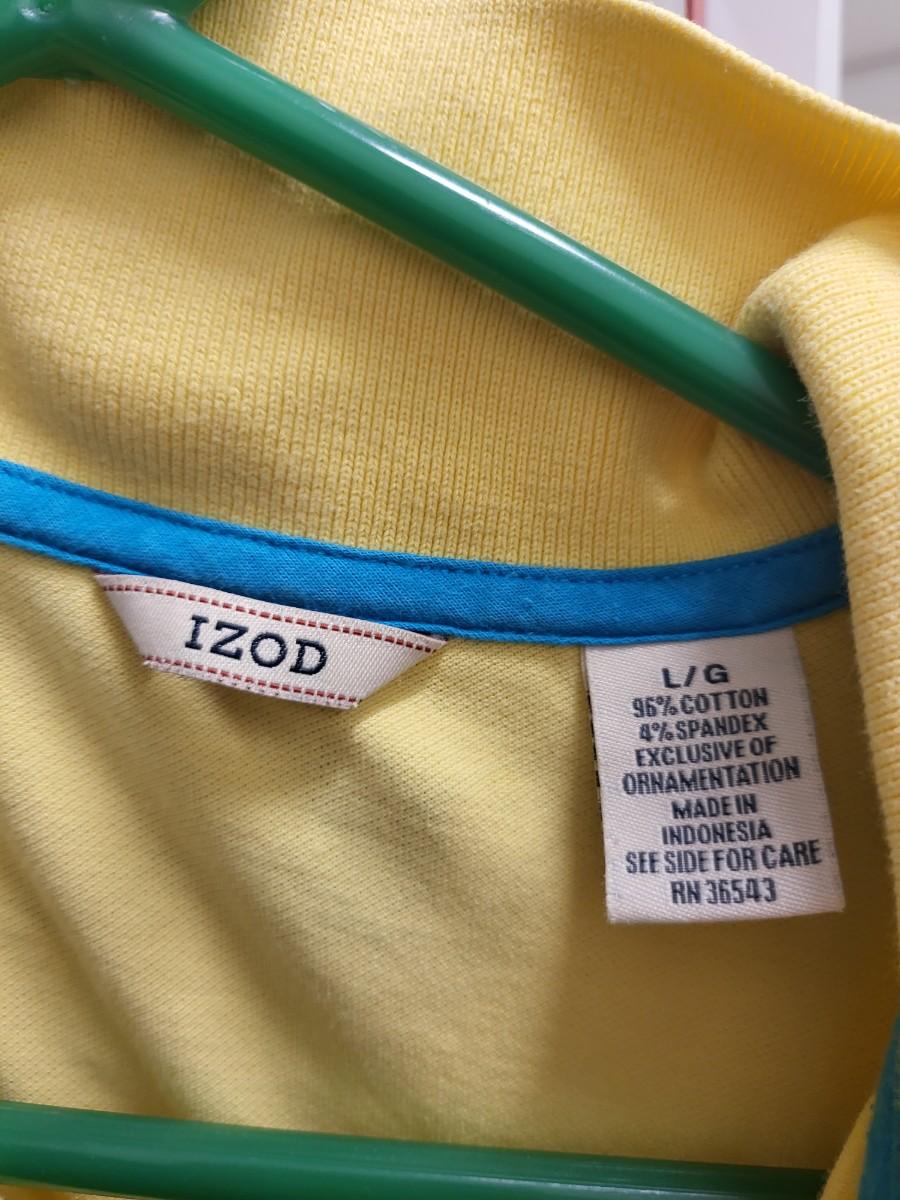 IZOD
L/G
96% COTTON
4% SPANDEX
EXCLUSIVE OF
ORNAMENTATION
MADE IN
INDONESIA
SEE SIDE FOR CARE
RN 36543